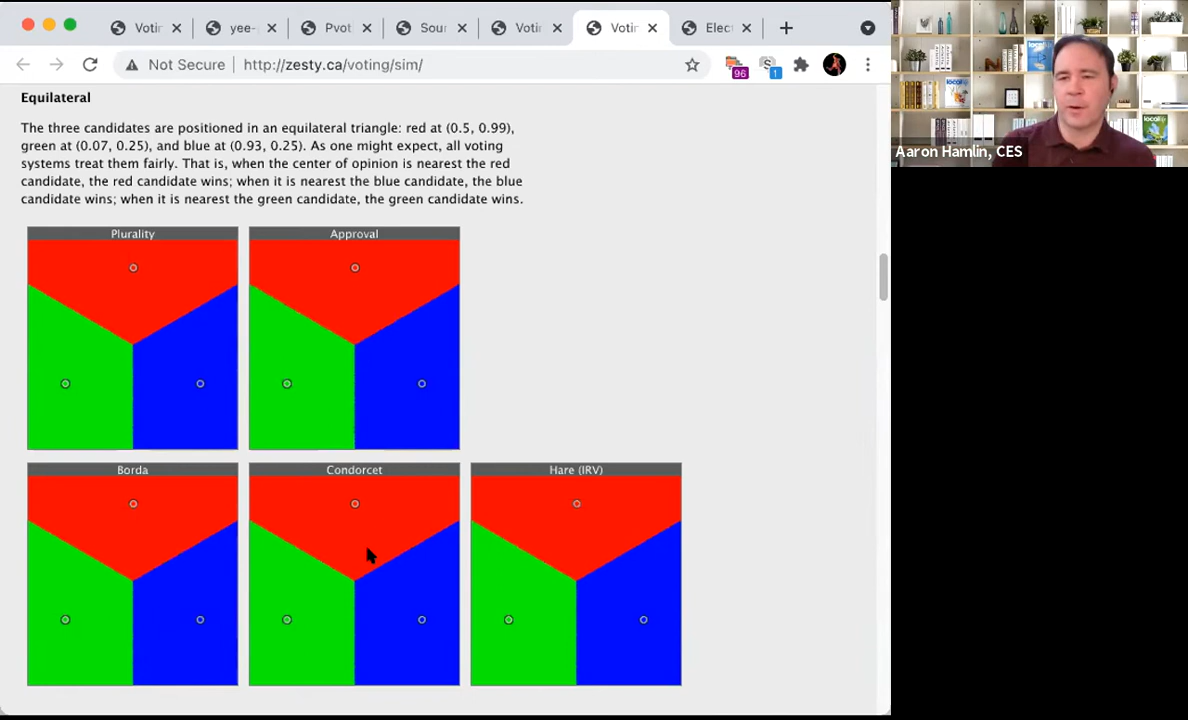 Votin
yee-
Pvot
Sour
Votin
Votin
Elect
Not Secure
http://zesty.ca/voting/sim/
96
1
Equilateral
The three candidates are positioned in an equilateral triangle: red at (0.5, 0.99),
green at (0.07, 0.25), and blue at (0.93, 0.25). As one might expect, all voting
systems treat them fairly. That is, when the center of opinion is nearest the red
candidate, the red candidate wins; when it is nearest the blue candidate, the blue
candidate wins; when it is nearest the green candidate, the green candidate wins.
Plurality
Approval
Borda
Condorcet
Hare (IRV)
local
local
Aaron Hamlin, CES